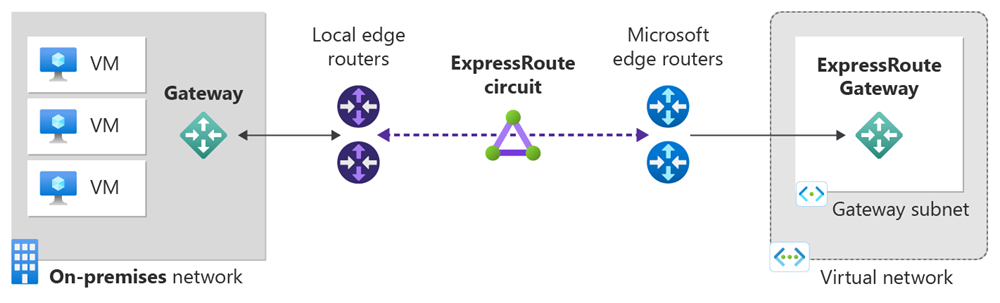 VM
VM
VM
Gateway
On-premises network
Local edge
routers
ExpressRoute
circuit
Microsoft
edge routers
ExpressRoute
Gateway
Gateway subnet
Virtual network